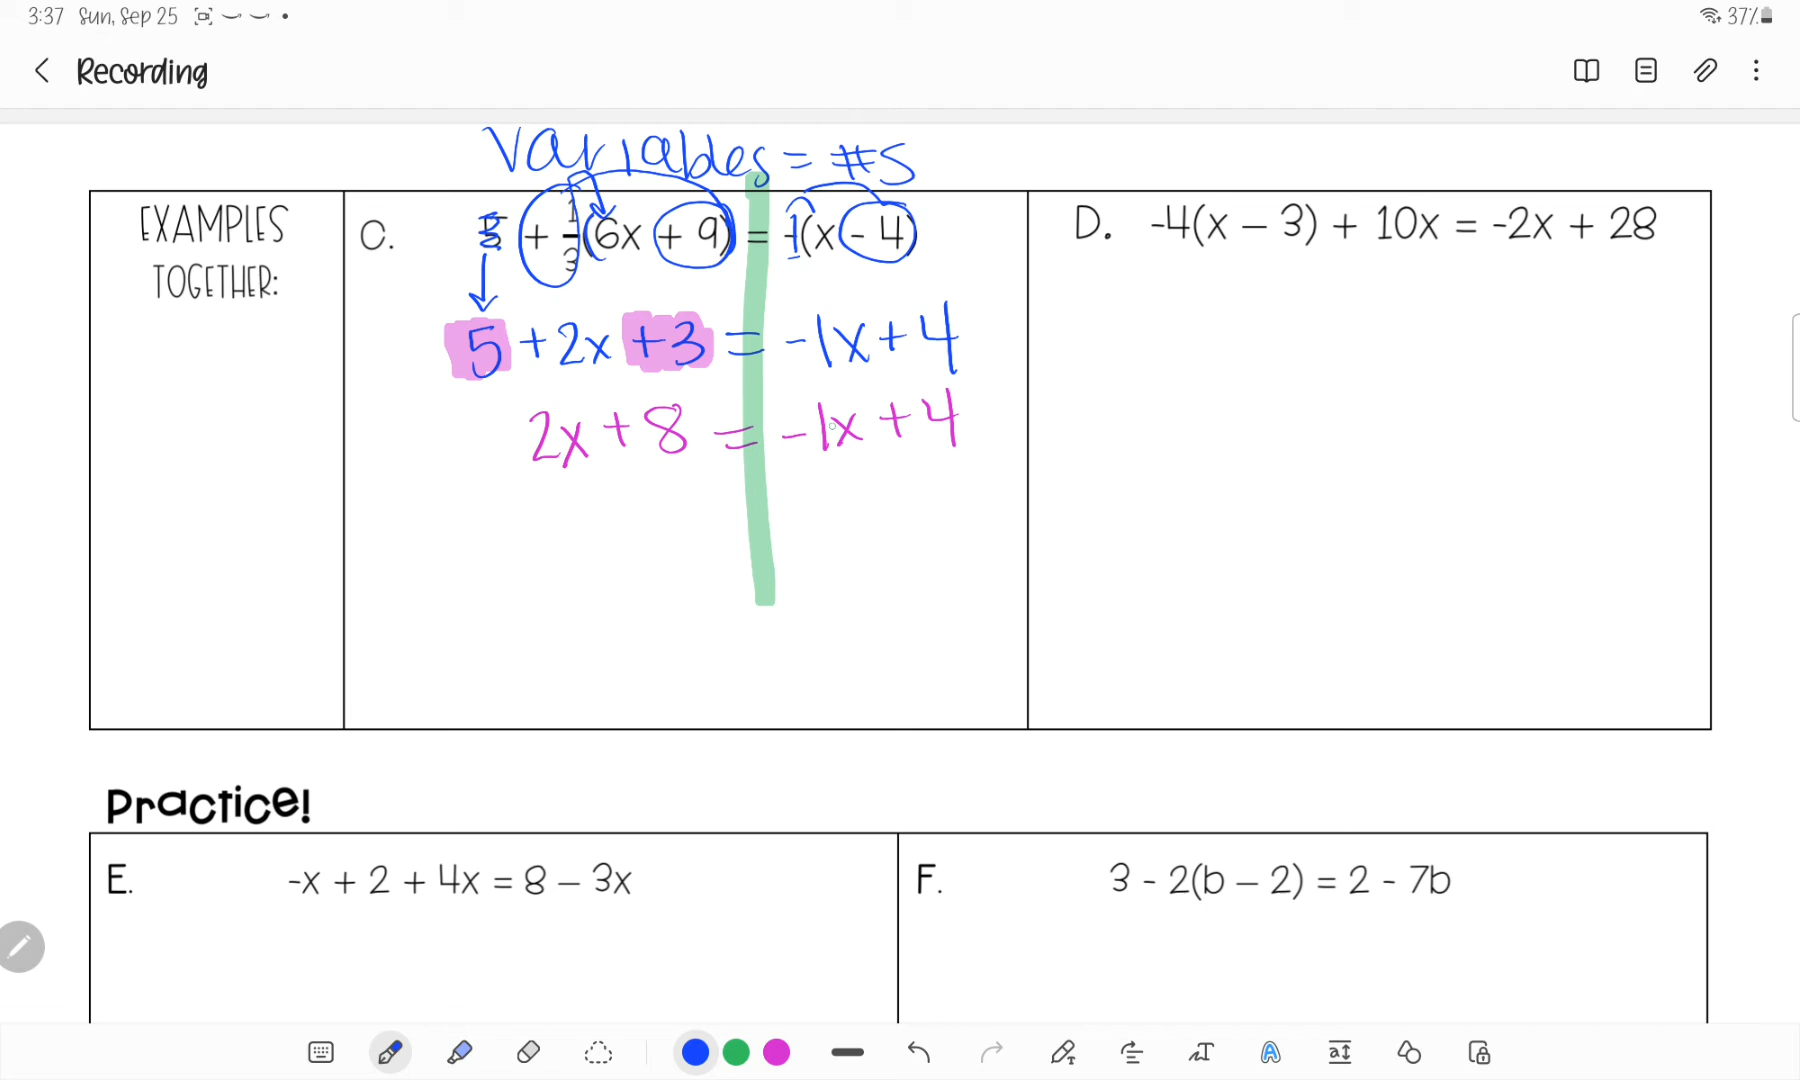 3:37 Sun, Sep 25
37%
Recording
Variables = #s
EXAMPLES
TOGETHER:
C. 5 + 1/3(6x + 9) = -1(x - 4)
5 + 2x + 3 = -1x + 4
2x + 8 = -1x + 4
D. -4(x – 3) + 10x = -2x + 28
Practice!
E. -x + 2 + 4x = 8 – 3x
F. 3 - 2(b – 2) = 2 - 7b